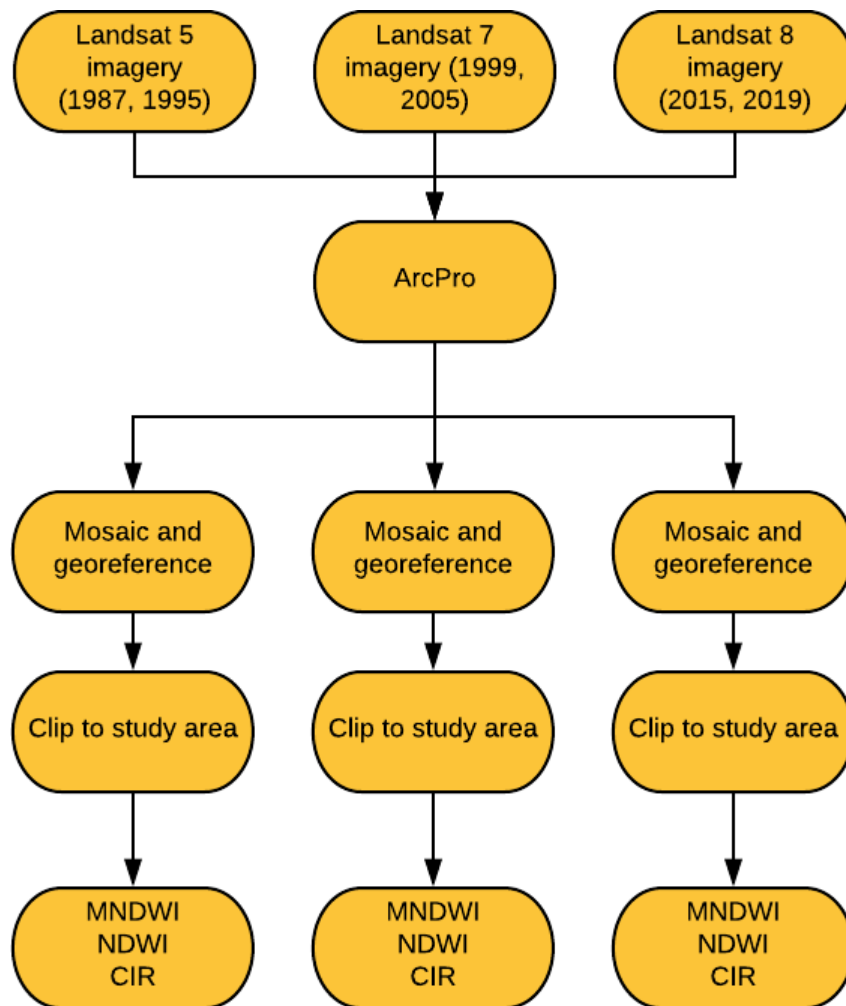 Landsat 5
imagery
(1987, 1995)
Landsat 7
imagery (1999,
2005)
Landsat 8
imagery
(2015, 2019)
ArcPro
Mosaic and
georeference
Mosaic and
georeference
Mosaic and
georeference
Clip to study area
Clip to study area
Clip to study area
MNDWI
NDWI
CIR
MNDWI
NDWI
CIR
MNDWI
NDWI
CIR